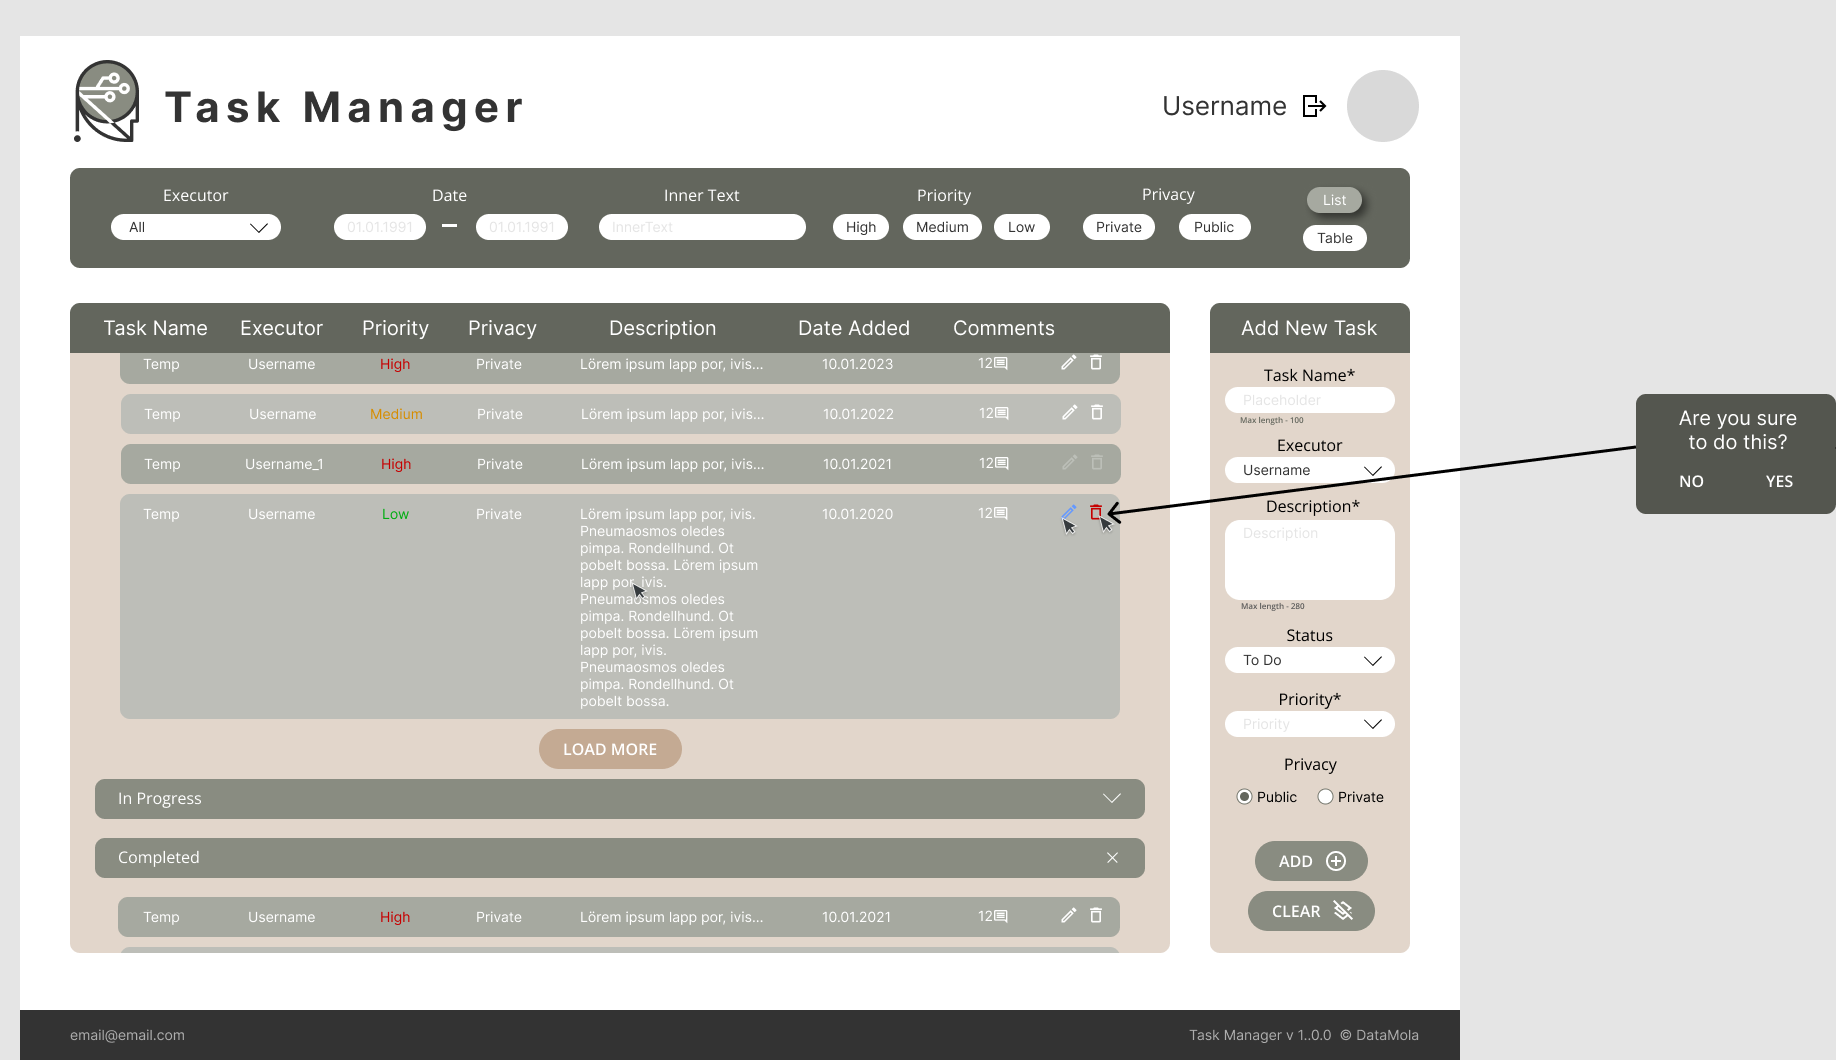 Task Manager
Username
Executor
Date
Inner Text
Priority
Privacy
All
01.01.1991
01.01.1991
InnerText
High
Medium
Low
Private
Public
List
Table
Task Name Executor Priority Privacy Description Date Added Comments
Temp Username High Private Lörem ipsum lapp por, ivis... 10.01.2023 12
Temp Username Medium Private Lörem ipsum lapp por, ivis... 10.01.2022 12
Temp Username_1 High Private Lörem ipsum lapp por, ivis... 10.01.2021 12
Temp Username Low Private Lörem ipsum lapp por, ivis. 10.01.2020 12
Pneumaosmos oledes
pimpa. Rondellhund. Ot
pobelt bossa. Lörem ipsum
lapp por, ivis.
Pneumaosmos oledes
pimpa. Rondellhund. Ot
pobelt bossa. Lörem ipsum
lapp por, ivis.
Pneumaosmos oledes
pimpa. Rondellhund. Ot
pobelt bossa.
LOAD MORE
In Progress
Completed
Temp Username High Private Lörem ipsum lapp por, ivis... 10.01.2021 12
Add New Task
Task Name*
Placeholder
Max length - 100
Executor
Username
Description*
Description
Max length - 280
Status
To Do
Priority*
Priority
Privacy
Public Private
ADD
CLEAR
Are you sure
to do this?
NO YES
email@email.com
Task Manager v 1..0.0 © DataMola